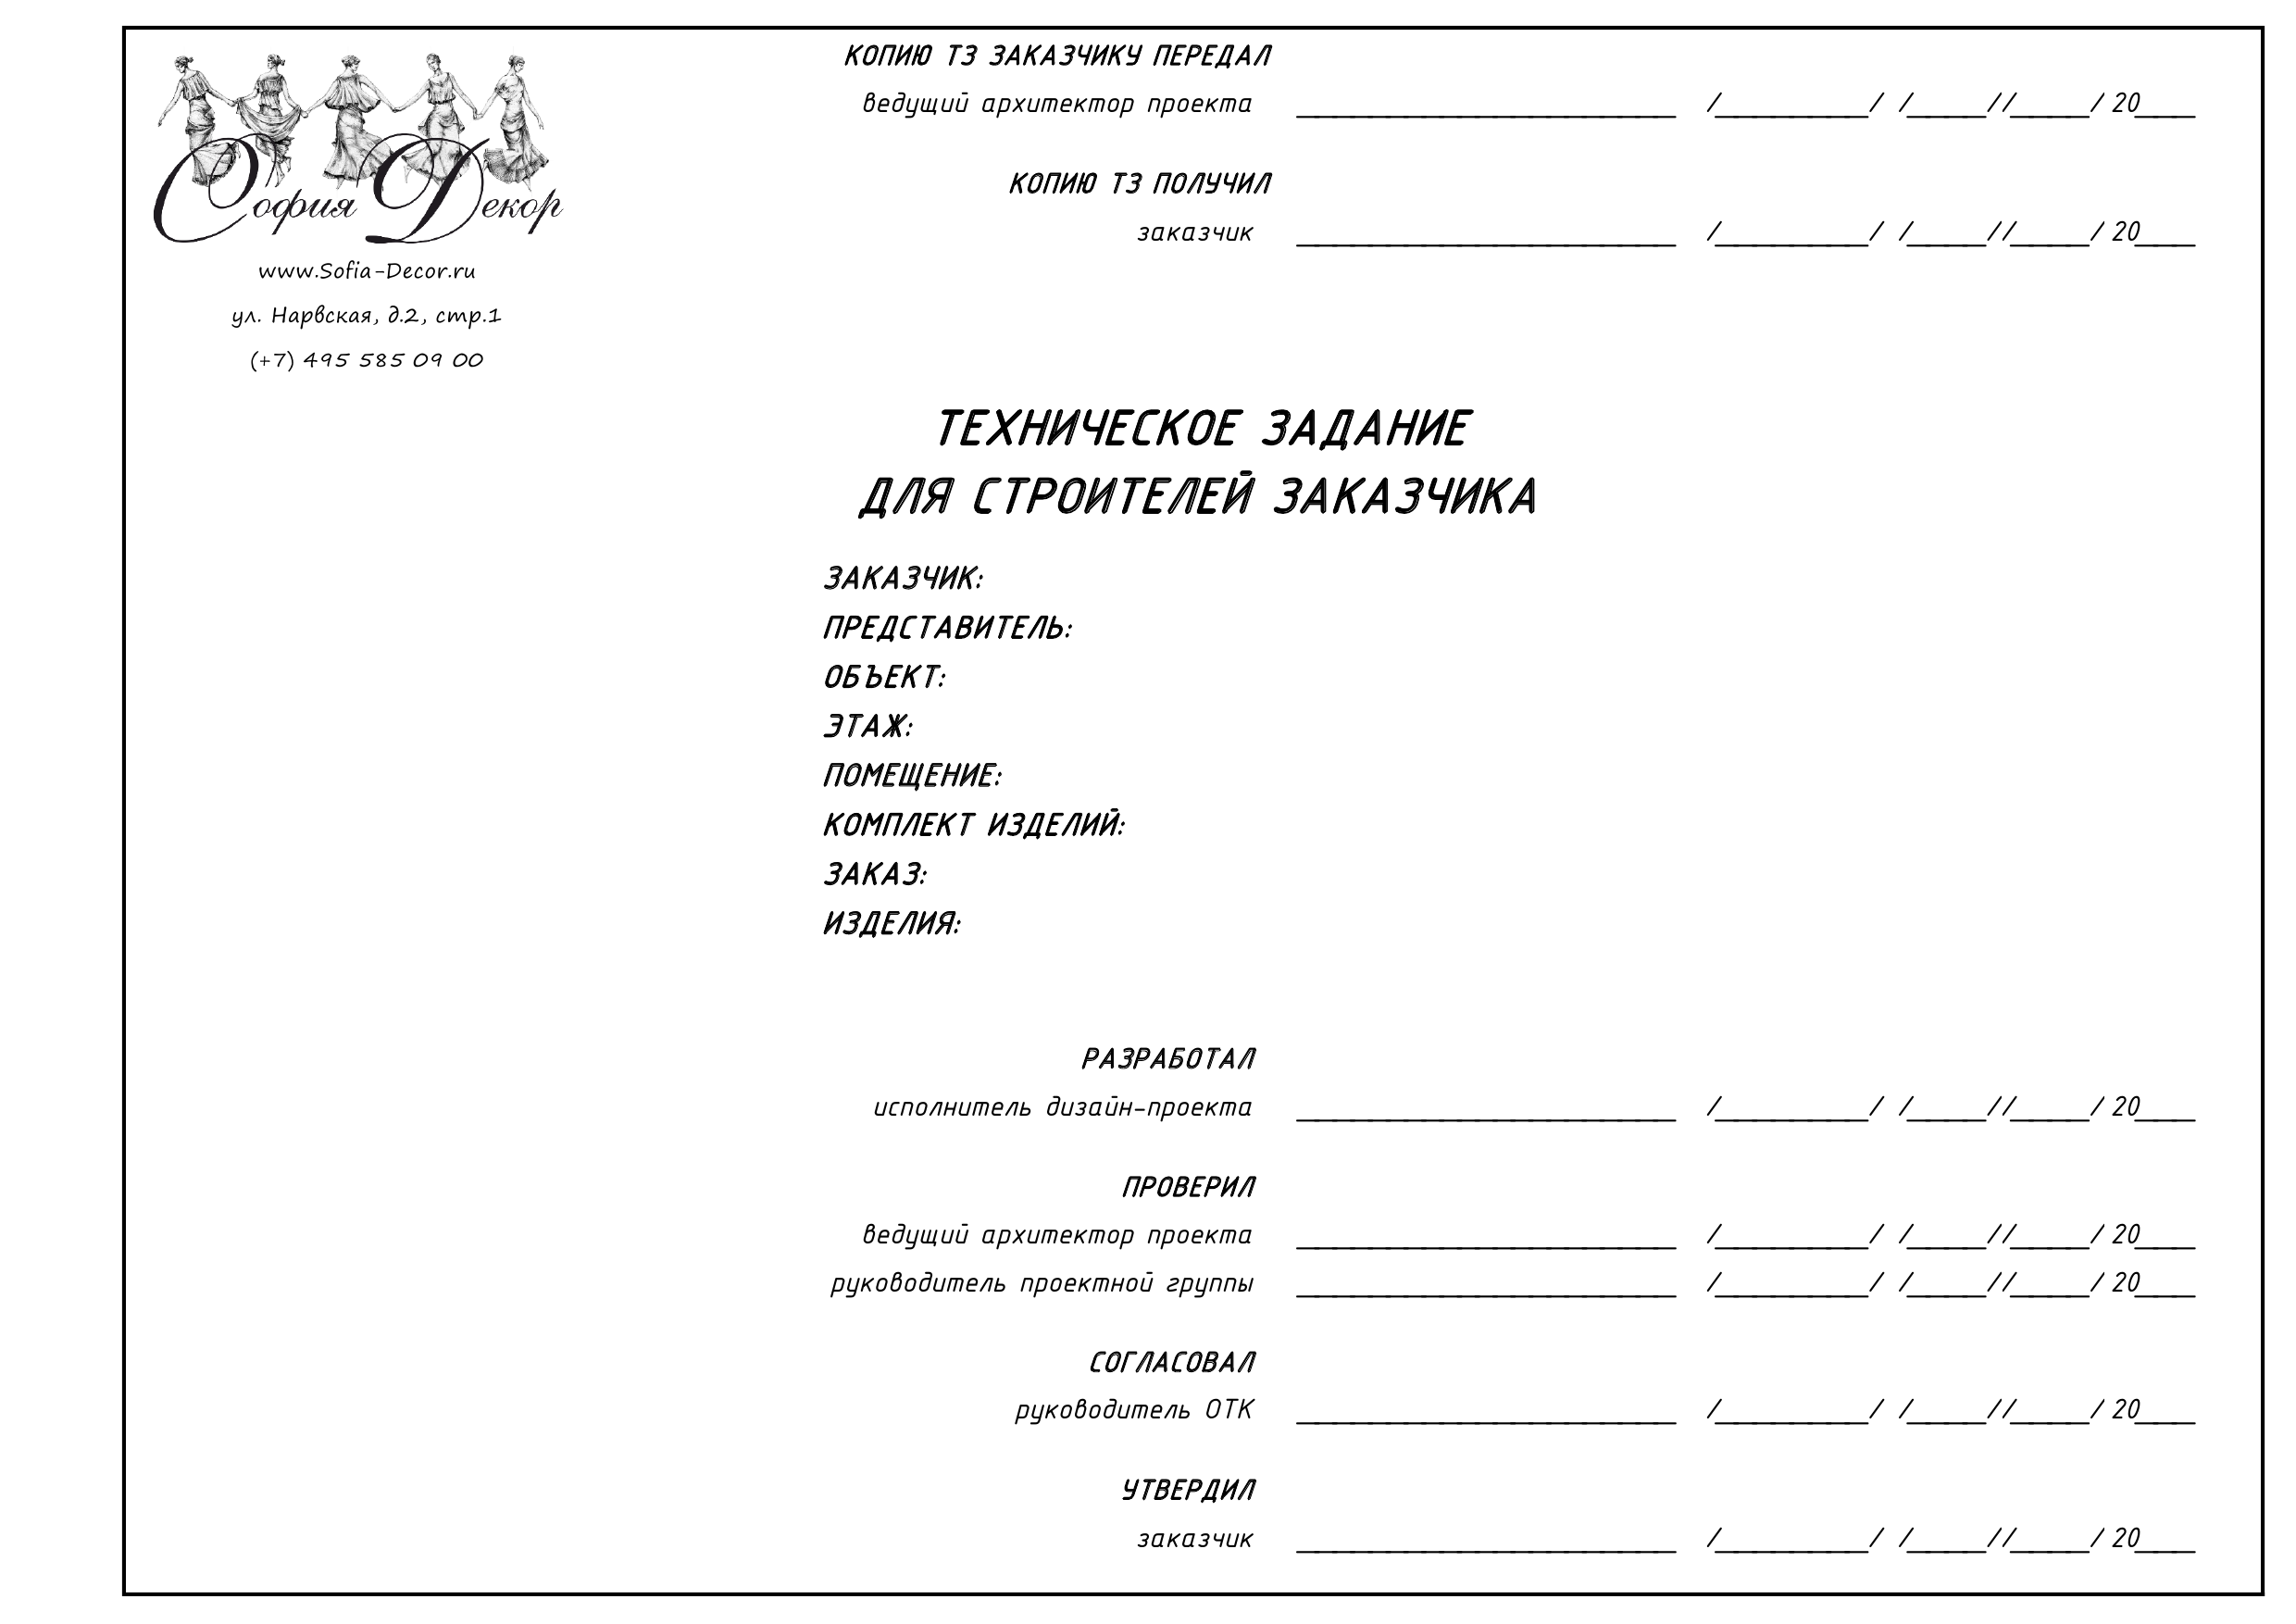 София Декор
www.Sofia-Decor.ru
ул. Нарвская, д.2, стр.1
(+7) 495 585 09 00
КОПИЮ ТЗ ЗАКАЗЧИКУ ПЕРЕДАЛ
ведущий архитектор проекта ____________________ /__________/ /_____//_____/ 20____
КОПИЮ ТЗ ПОЛУЧИЛ
заказчик ____________________ /__________/ /_____//_____/ 20____
ТЕХНИЧЕСКОЕ ЗАДАНИЕ
ДЛЯ СТРОИТЕЛЕЙ ЗАКАЗЧИКА
ЗАКАЗЧИК:
ПРЕДСТАВИТЕЛЬ:
ОБЪЕКТ:
ЭТАЖ:
ПОМЕЩЕНИЕ:
КОМПЛЕКТ ИЗДЕЛИЙ:
ЗАКАЗ:
ИЗДЕЛИЯ:
РАЗРАБОТАЛ
исполнитель дизайн-проекта ____________________ /__________/ /_____//_____/ 20____
ПРОВЕРИЛ
ведущий архитектор проекта ____________________ /__________/ /_____//_____/ 20____
руководитель проектной группы ____________________ /__________/ /_____//_____/ 20____
СОГЛАСОВАЛ
руководитель ОТК ____________________ /__________/ /_____//_____/ 20____
УТВЕРДИЛ
заказчик ____________________ /__________/ /_____//_____/ 20____